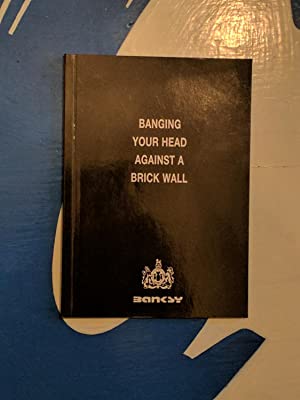 BANGING
YOUR HEAD
AGAINST A
BRICK WALL
BANKSY